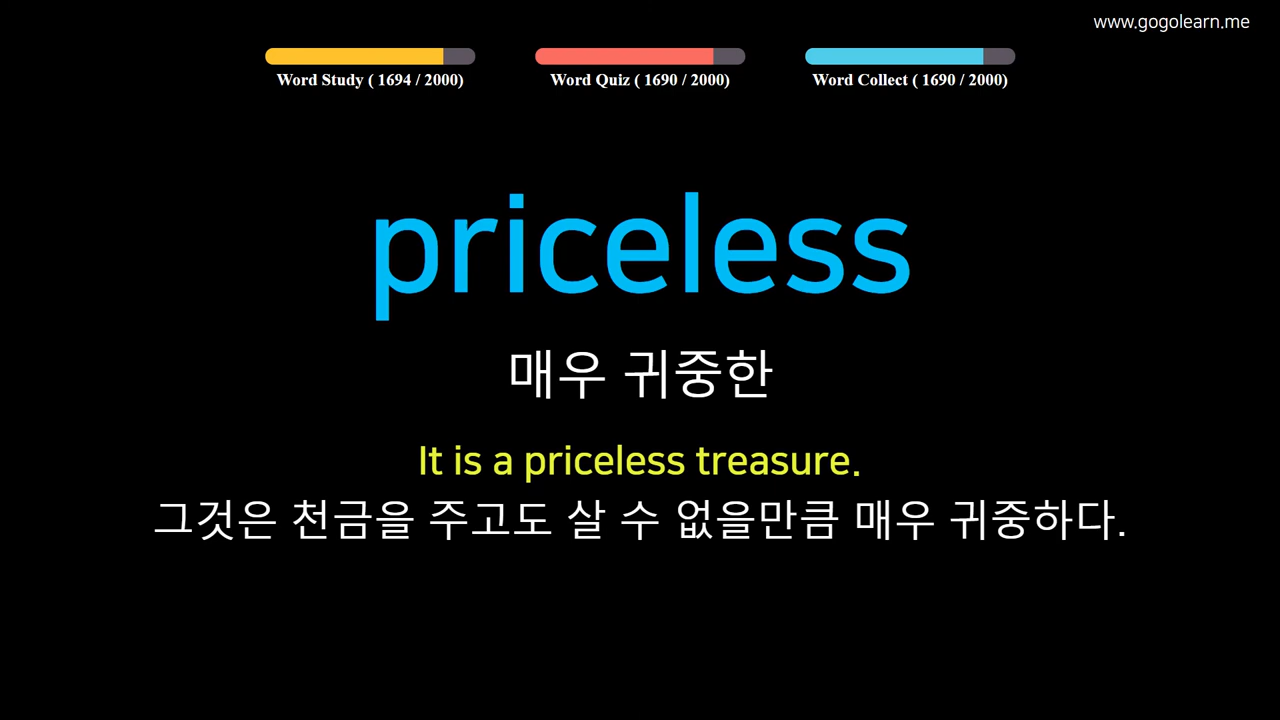 www.gogolearn.me
Word Study ( 1694 / 2000) Word Quiz ( 1690 / 2000) Word Collect ( 1690 / 2000)
priceless
매우 귀중한
It is a priceless treasure.
그것은 천금을 주고도 살 수 없을만큼 매우 귀중하다.